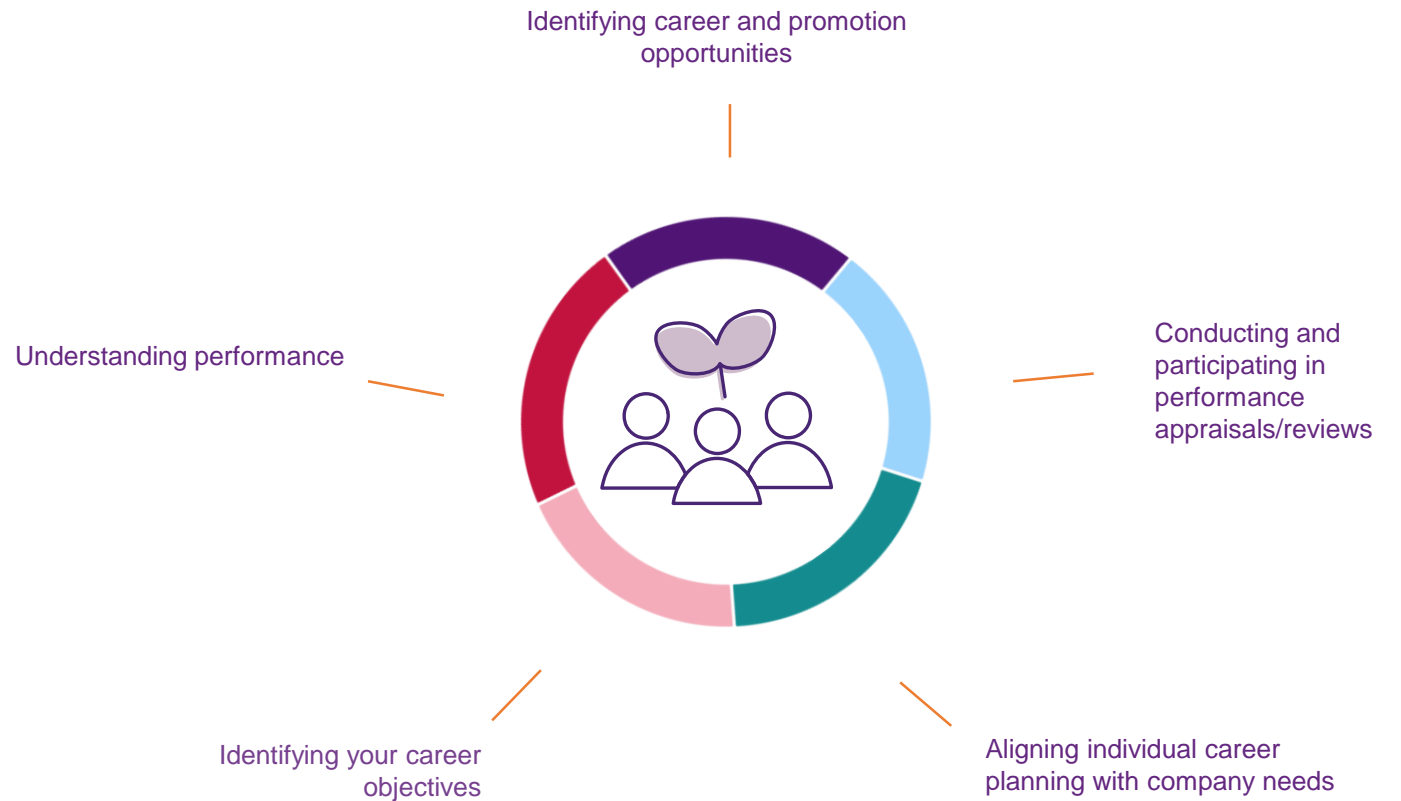 Identifying career and promotion
opportunities
Understanding performance
Conducting and
participating in
performance
appraisals/reviews
Identifying your career
objectives
Aligning individual career
planning with company needs